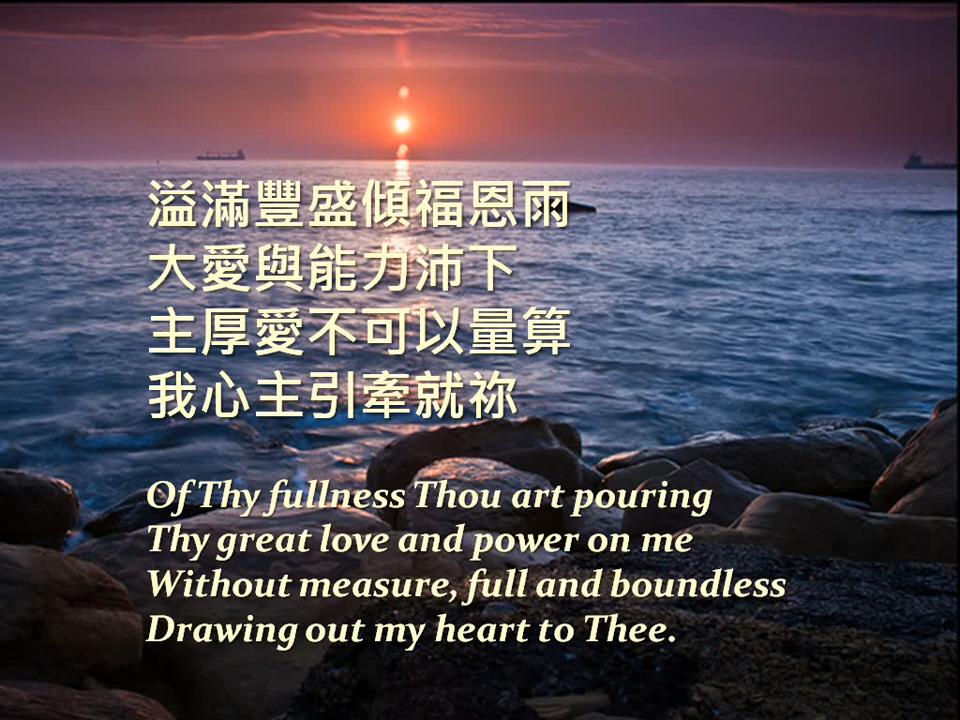 溢滿豐盛傾福恩雨
大愛與能力沛下
主厚愛不可以量算
我心主引牽就祢
Of Thy fullness Thou art pouring
Thy great love and power on me
Without measure, full and boundless
Drawing out my heart to Thee.